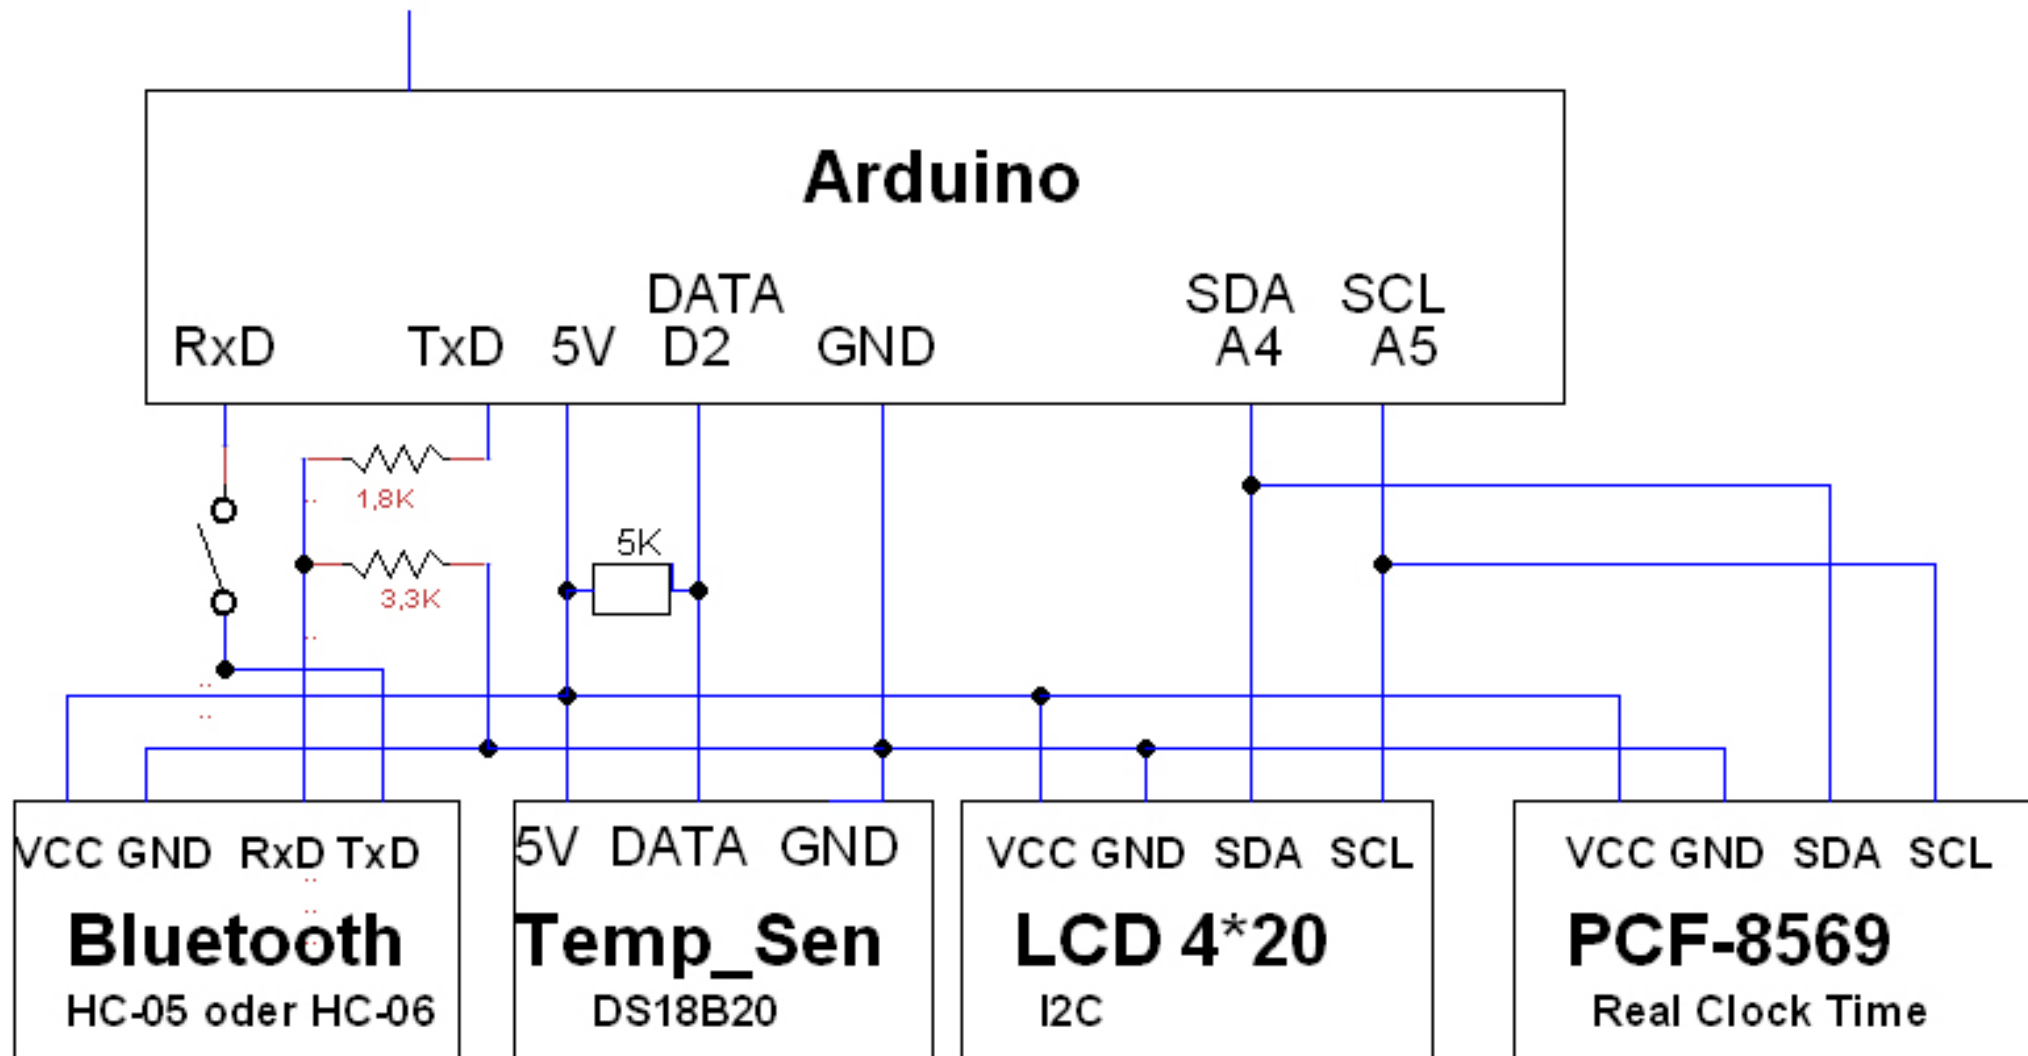 Arduino
DATA SDA SCL
RxD TxD 5V D2 GND A4 A5
1,8K
5K
3,3K
VCC GND RxD TxD
5V DATA GND
VCC GND SDA SCL
VCC GND SDA SCL
Bluetooth
Temp_Sen
LCD 4*20
PCF-8569
HC-05 oder HC-06
DS18B20
I2C
Real Clock Time